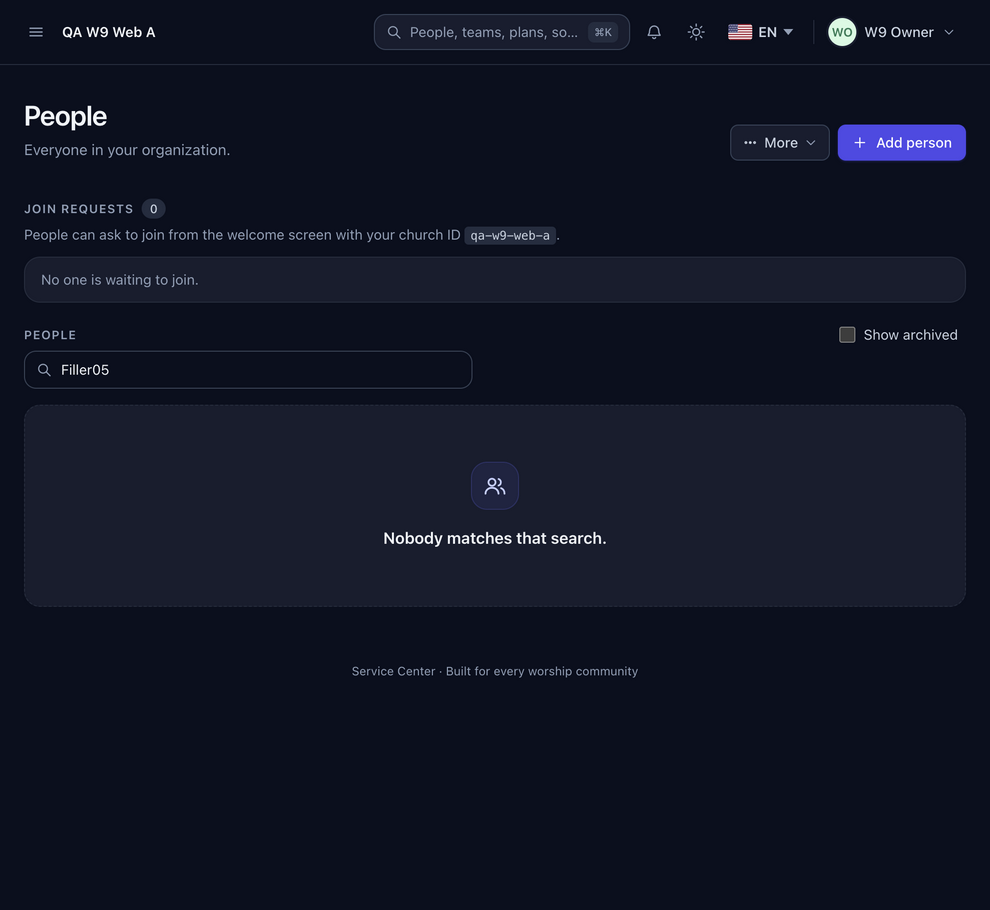 QA W9 Web A
People, teams, plans, so... ⌘K
EN
WO W9 Owner
People
Everyone in your organization.
More
Add person
JOIN REQUESTS 0
People can ask to join from the welcome screen with your church ID qa-w9-web-a.
No one is waiting to join.
PEOPLE
Show archived
Filler05
Nobody matches that search.
Service Center · Built for every worship community